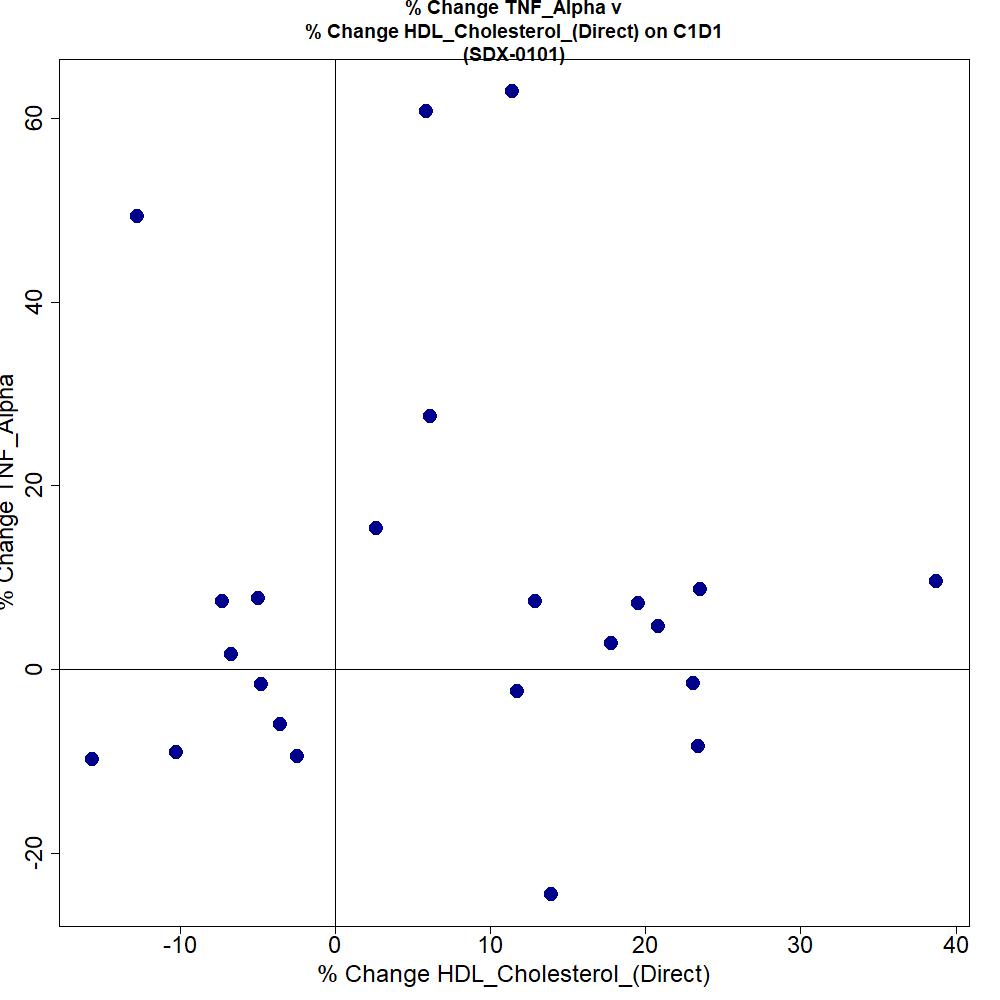 % Change TNF_Alpha v
% Change HDL_Cholesterol_(Direct) on C1D1
(SDX-0101)
% Change TNF_Alpha
60
40
20
0
-20
-10
0
10
20
30
40
% Change HDL_Cholesterol_(Direct)